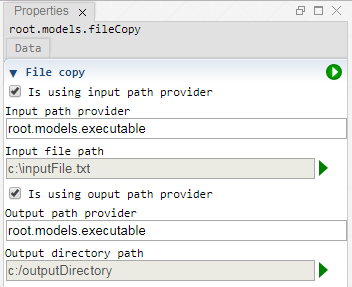 Properties
root.models.fileCopy
Data
File copy
Is using input path provider
Input path provider
root.models.executable
Input file path
c:\inputFile.txt
Is using ouput path provider
Output path provider
root.models.executable
Output directory path
c:/outputDirectory